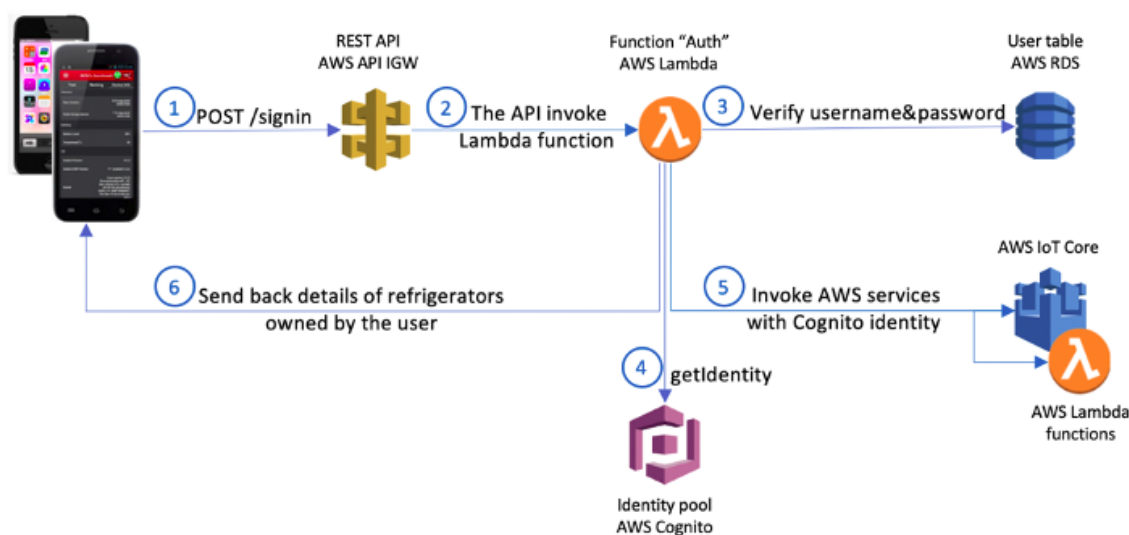 REST API
AWS API IGW
Function “Auth”
AWS Lambda
User table
AWS RDS
1
POST /signin
2
The API invoke
Lambda function
3
Verify username&password
6
Send back details of refrigerators
owned by the user
5
Invoke AWS services
with Cognito identity
AWS IoT Core
4
getIdentity
AWS Lambda
functions
Identity pool
AWS Cognito